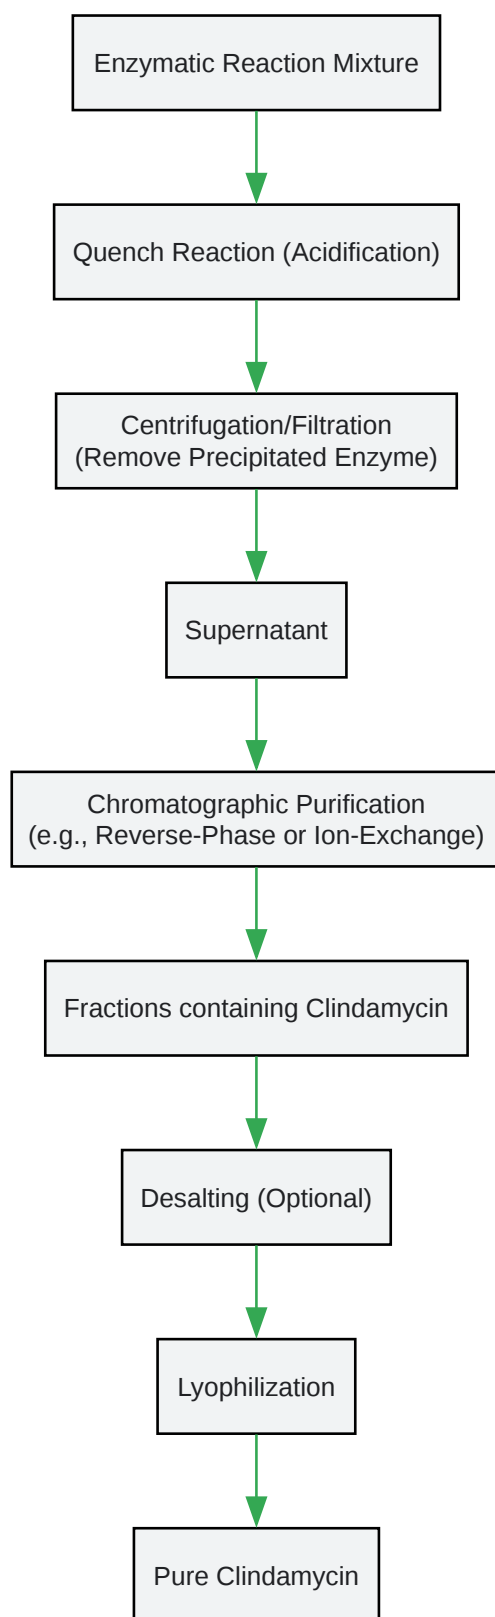 Enzymatic Reaction Mixture
Quench Reaction (Acidification)
Centrifugation/Filtration
(Remove Precipitated Enzyme)
Supernatant
Chromatographic Purification
(e.g., Reverse-Phase or Ion-Exchange)
Fractions containing Clindamycin
Desalting (Optional)
Lyophilization
Pure Clindamycin